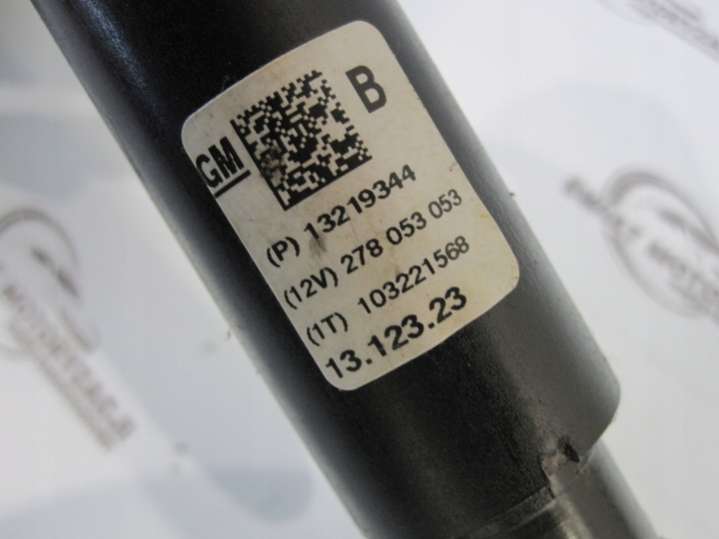 GM
B
(P) 13219344
(12V) 278 053 053
(1T) 103221568
13.123.23